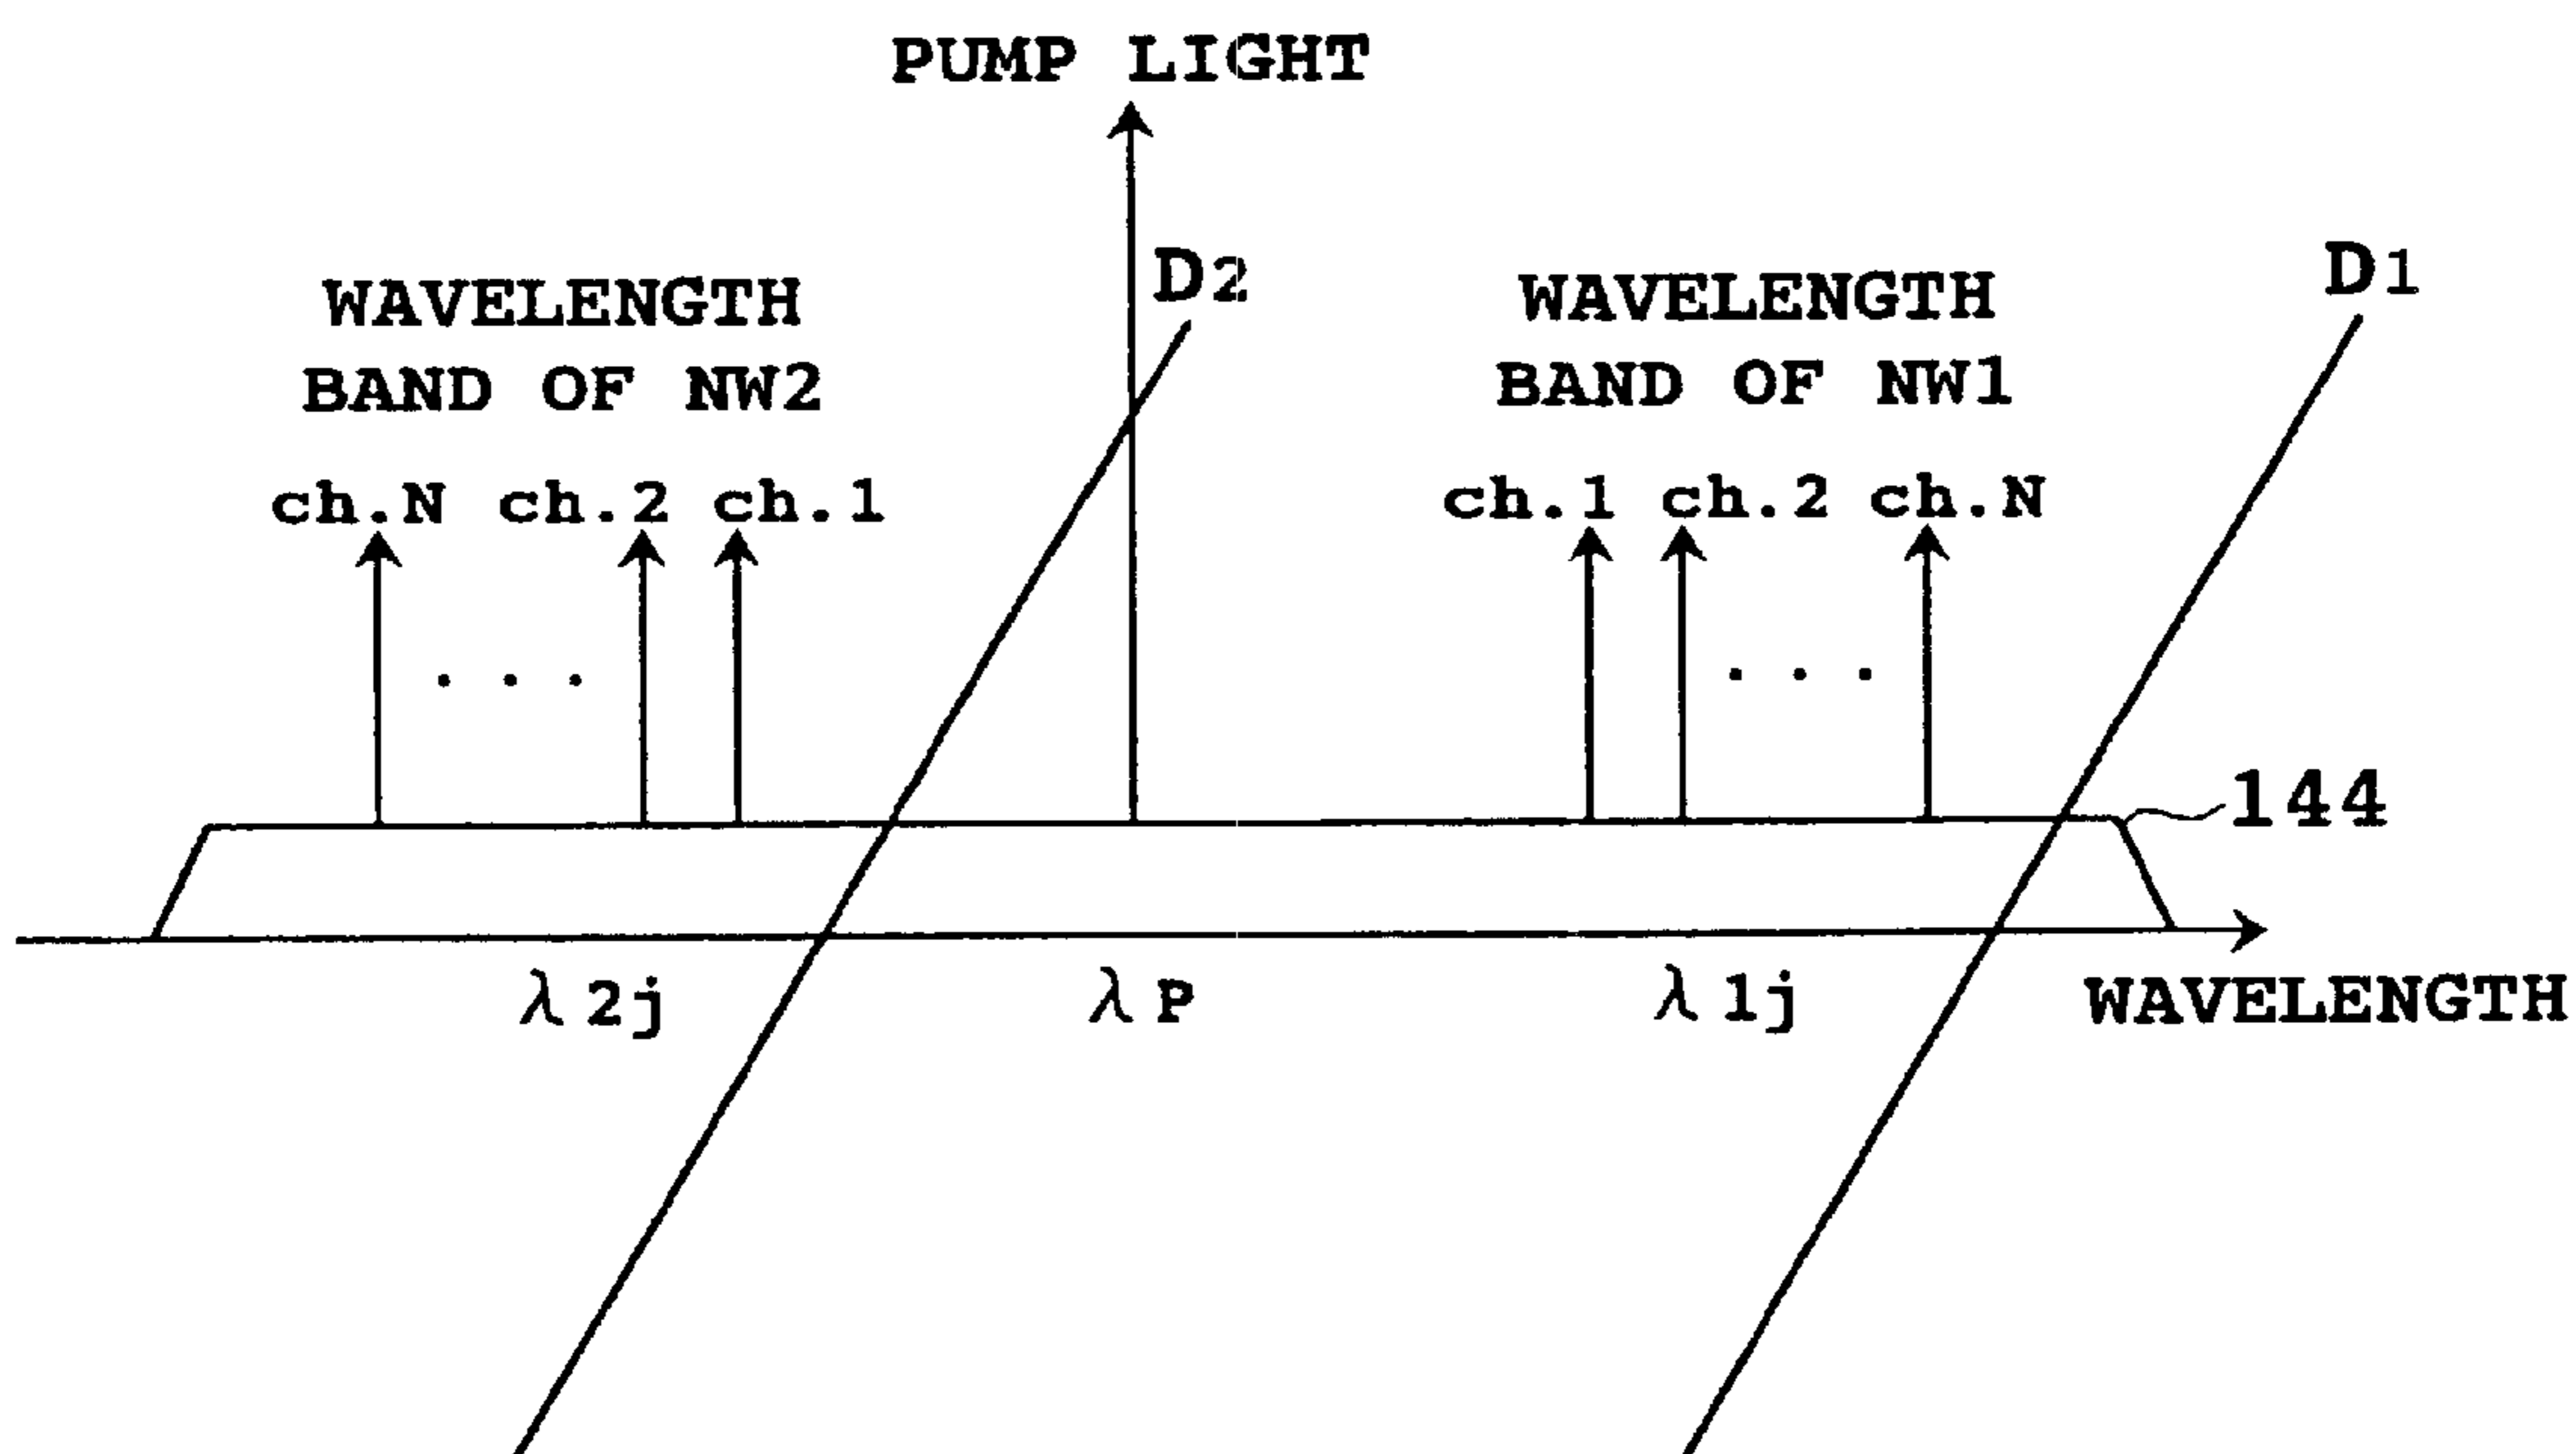 PUMP LIGHT
D2
D1
WAVELENGTH
BAND OF NW2
WAVELENGTH
BAND OF NW1
ch.N ch.2 ch.1
ch.1 ch.2 ch.N
. . .
. . .
144
λ2j
λP
λ1j
WAVELENGTH